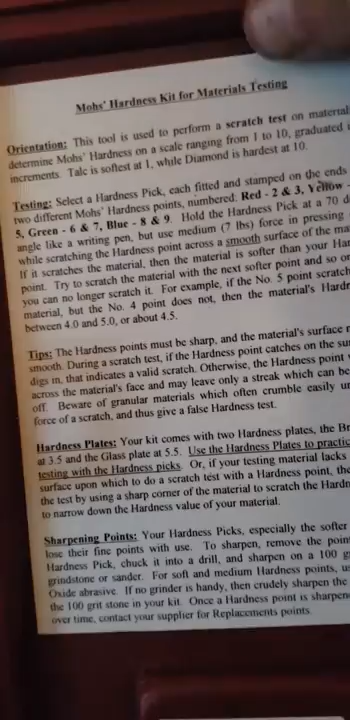 Mohs' Hardness Kit for Materials Testing
Orientation: This tool is used to perform a scratch test on material
determine Mohs' Hardness on a scale ranging from 1 to 10, graduated
increments. Talc is softest at 1, while Diamond is hardest at 10.
Testing: Select a Hardness Pick, each fitted and stamped on the ends
two different Mohs' Hardness points, numbered: Red - 2 & 3, Yellow -
5, Green - 6 & 7, Blue - 8 & 9. Hold the Hardness Pick at a 70 d
angle like a writing pen, but use medium (7 lbs) force in pressing
while scratching the Hardness Point across a smooth surface of the ma
If it scratches the material, then the material is softer than your Har
point. Try to scratch the material with the next softer point and so on
you can no longer scratch it. For example, if the No. 5 point scratch
material, but the No. 4 point does not, then the material's Hardn
between 4.0 and 5.0, or about 4.5.
Tips: The Hardness points must be sharp, and the material's surface
smooth. During a scratch test, if the Hardness point catches on the sur
digs in, that indicates a valid scratch. Otherwise, the Hardness point
across the material's face and may leave only a streak which can be
off. Beware of granular materials which often crumble easily un
force of a scratch, and thus give a false Hardness test.
Hardness Plates: Your kit comes with two Hardness plates, the Br
at 3.5 and the Glass plate at 5.5. Use the Hardness Plates to practic
testing with the Hardness picks. Or, if your testing material lacks
surface upon which to do a scratch test with a Hardness point, the
the test by using a sharp corner of the material to scratch the Hardn
to narrow down the Hardness value of your material.
Sharpening Points: Your Hardness Picks, especially the softer
lose their fine points with use. To sharpen, remove the poin
Hardness Pick, chuck it into a drill, and sharpen on a 100 g
grindstone or sander. For soft and medium Hardness points, us
Oxide abrasive. If no grinder is handy, then crudely sharpen the
the 100 grit stone in your kit. Once a Hardness point is sharpen
over time, contact your supplier for Replacements points.